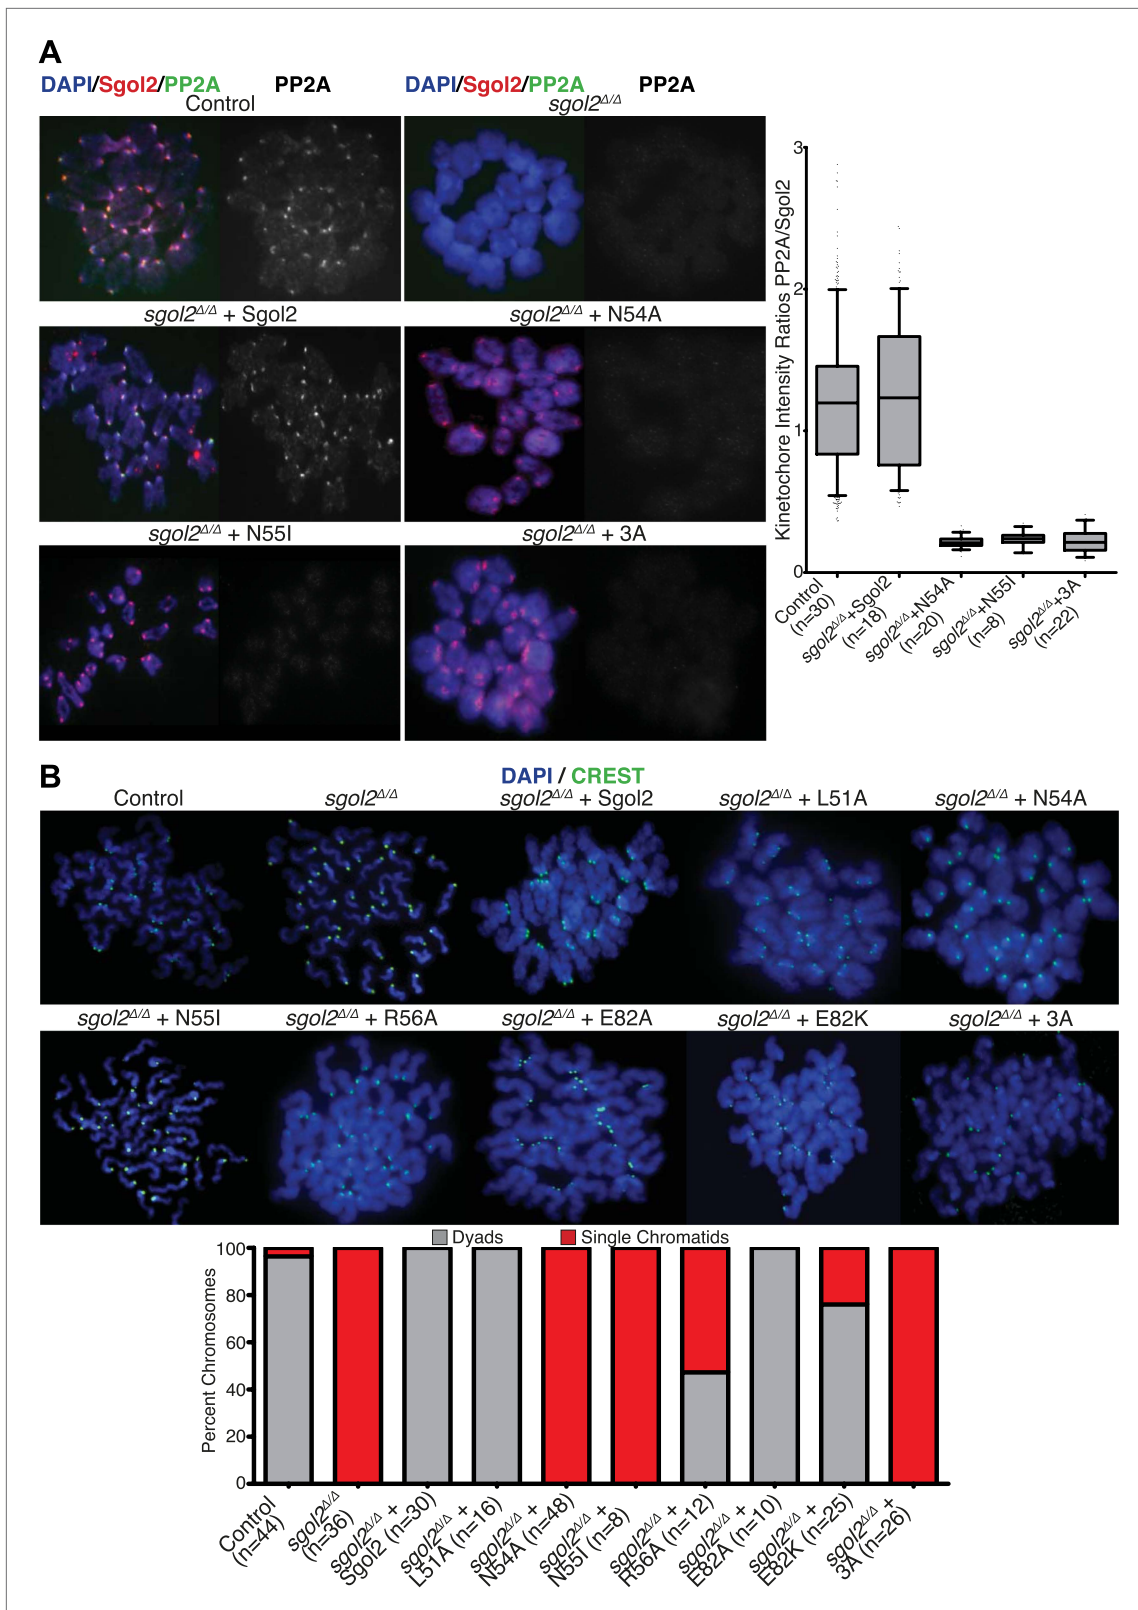 A
DAPI/Sgol2/PP2A PP2A DAPI/Sgol2/PP2A PP2A
Control sgol2Δ/Δ
sgol2Δ/Δ + Sgol2 sgol2Δ/Δ + N54A
sgol2Δ/Δ + N55I sgol2Δ/Δ + 3A
Kinetochore Intensity Ratios PP2A/Sgol2
3
2
1
0
Control
(n=30)
sgol2Δ/Δ+Sgol2
(n=18)
sgol2Δ/Δ+N54A
(n=20)
sgol2Δ/Δ+N55I
(n=8)
sgol2Δ/Δ+3A
(n=22)
B
DAPI / CREST
Control sgol2Δ/Δ sgol2Δ/Δ + Sgol2 sgol2Δ/Δ + L51A sgol2Δ/Δ + N54A
sgol2Δ/Δ + N55I sgol2Δ/Δ + R56A sgol2Δ/Δ + E82A sgol2Δ/Δ + E82K sgol2Δ/Δ + 3A
Dyads Single Chromatids
Percent Chromosomes
100
80
60
40
20
0
Control
(n=44)
sgol2Δ/Δ
(n=36)
sgol2Δ/Δ +
Sgol2 (n=30)
sgol2Δ/Δ +
L51A (n=16)
sgol2Δ/Δ +
N54A (n=48)
sgol2Δ/Δ +
N55I (n=8)
sgol2Δ/Δ +
R56A (n=12)
sgol2Δ/Δ +
E82A (n=10)
sgol2Δ/Δ +
E82K (n=25)
sgol2Δ/Δ +
3A (n=26)